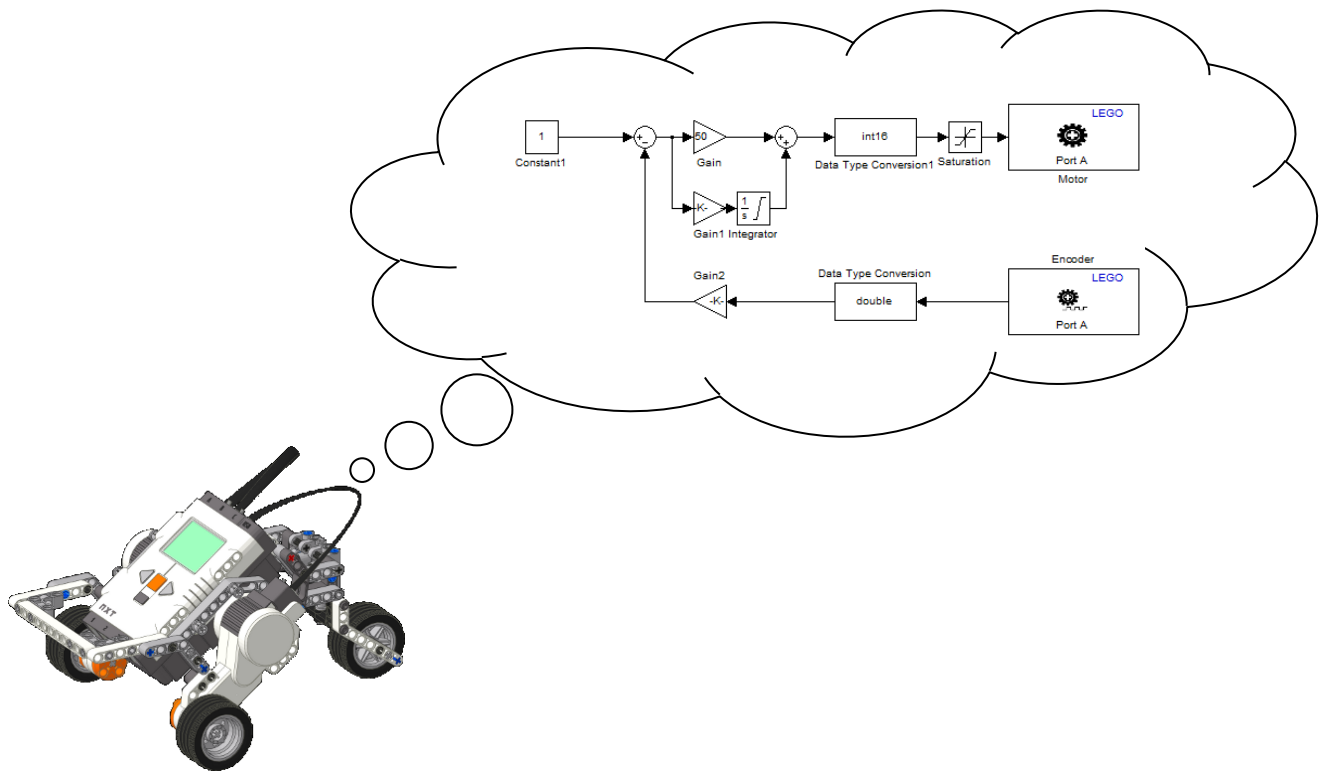 LEGO
1
+
−
50
+
+
int16
Port A
Constant1
Gain
Data Type Conversion1
Saturation
Motor
-K-
1
s
Gain1
Integrator
Encoder
Gain2
Data Type Conversion
LEGO
-K-
double
Port A
NXT